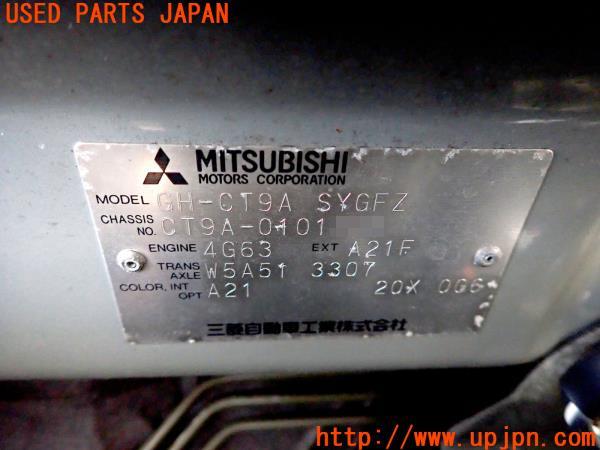 USED PARTS JAPAN
MITSUBISHI
MOTORS CORPORATION
MODEL GH-CT9A SYGFZ
CHASSIS NO. CT9A-0101
ENGINE 4G63 EXT A21F
TRANS AXLE W5A51 3307
COLOR, INT OPT A21 20X 0G6
三菱自動車工業株式会社
http://www.upjpn.com